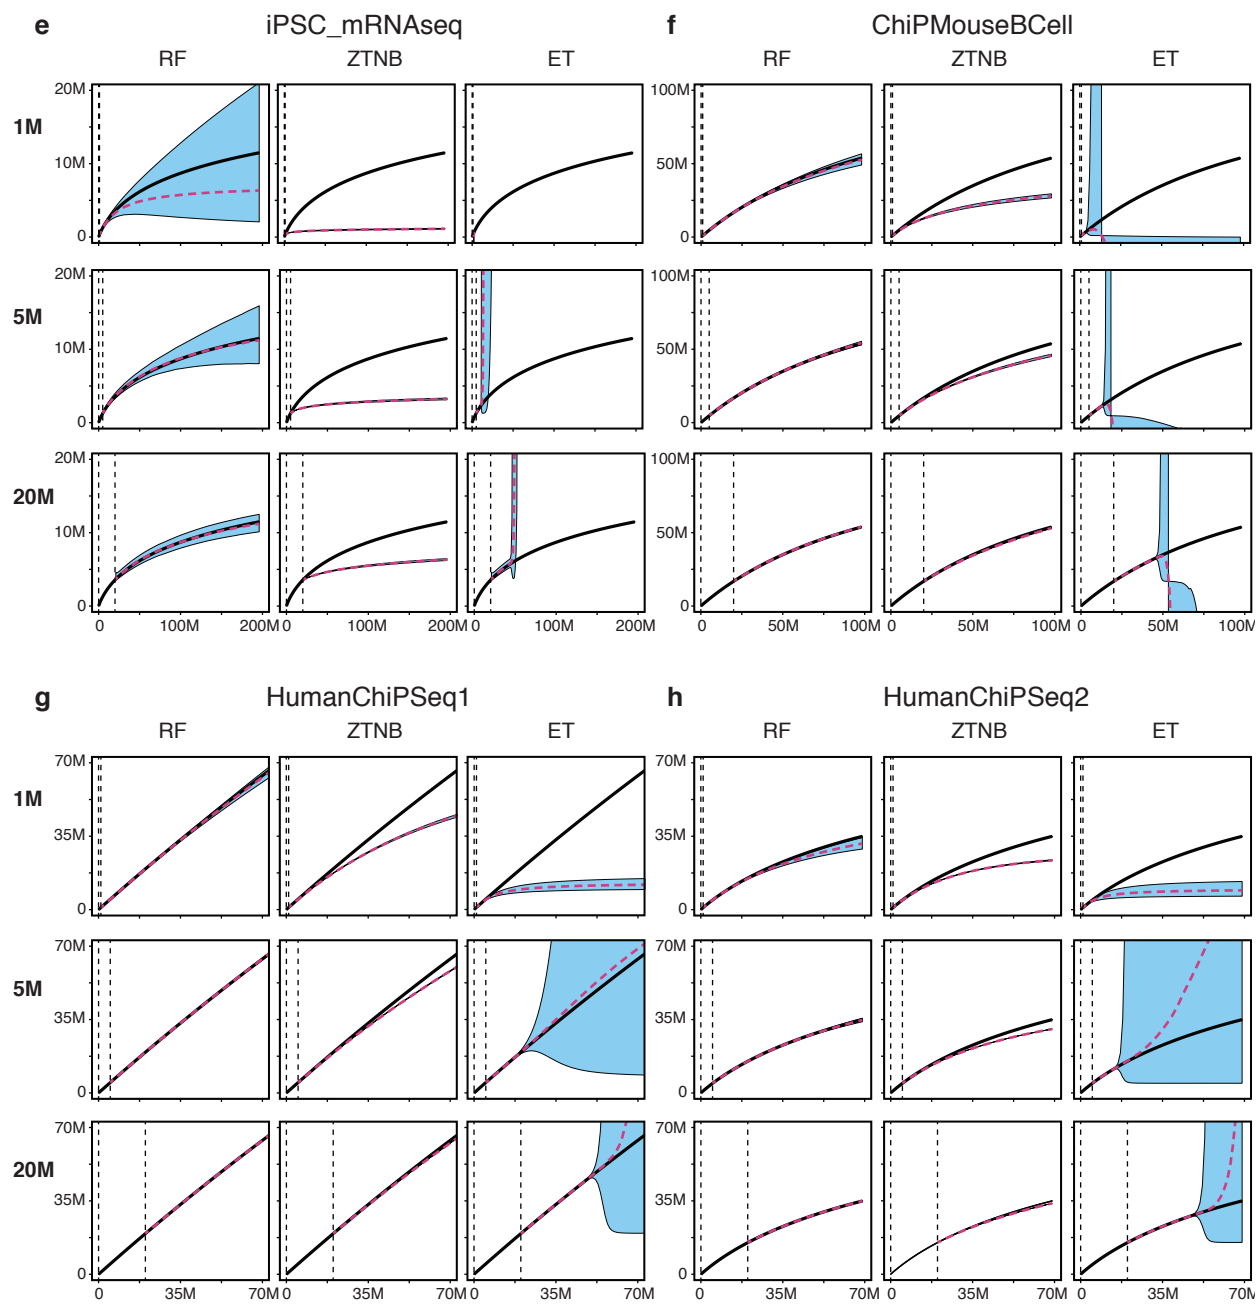 e iPSC_mRNAseq f ChiPMouseBCell
RF ZTNB ET RF ZTNB ET
20M 100M
1M
10M 50M
0 0
20M 100M
5M
10M 50M
0 0
20M 100M
20M
10M 50M
0 0
0 100M 200M 0 100M 200M 0 100M 200M 0 50M 100M 0 50M 100M 0 50M 100M
g HumanChiPSeq1 h HumanChiPSeq2
RF ZTNB ET RF ZTNB ET
70M 70M
1M
35M 35M
0 0
70M 70M
5M
35M 35M
0 0
70M 70M
20M
35M 35M
0 0
0 35M 70M 0 35M 70M 0 35M 70M 0 35M 70M 0 35M 70M 0 35M 70M